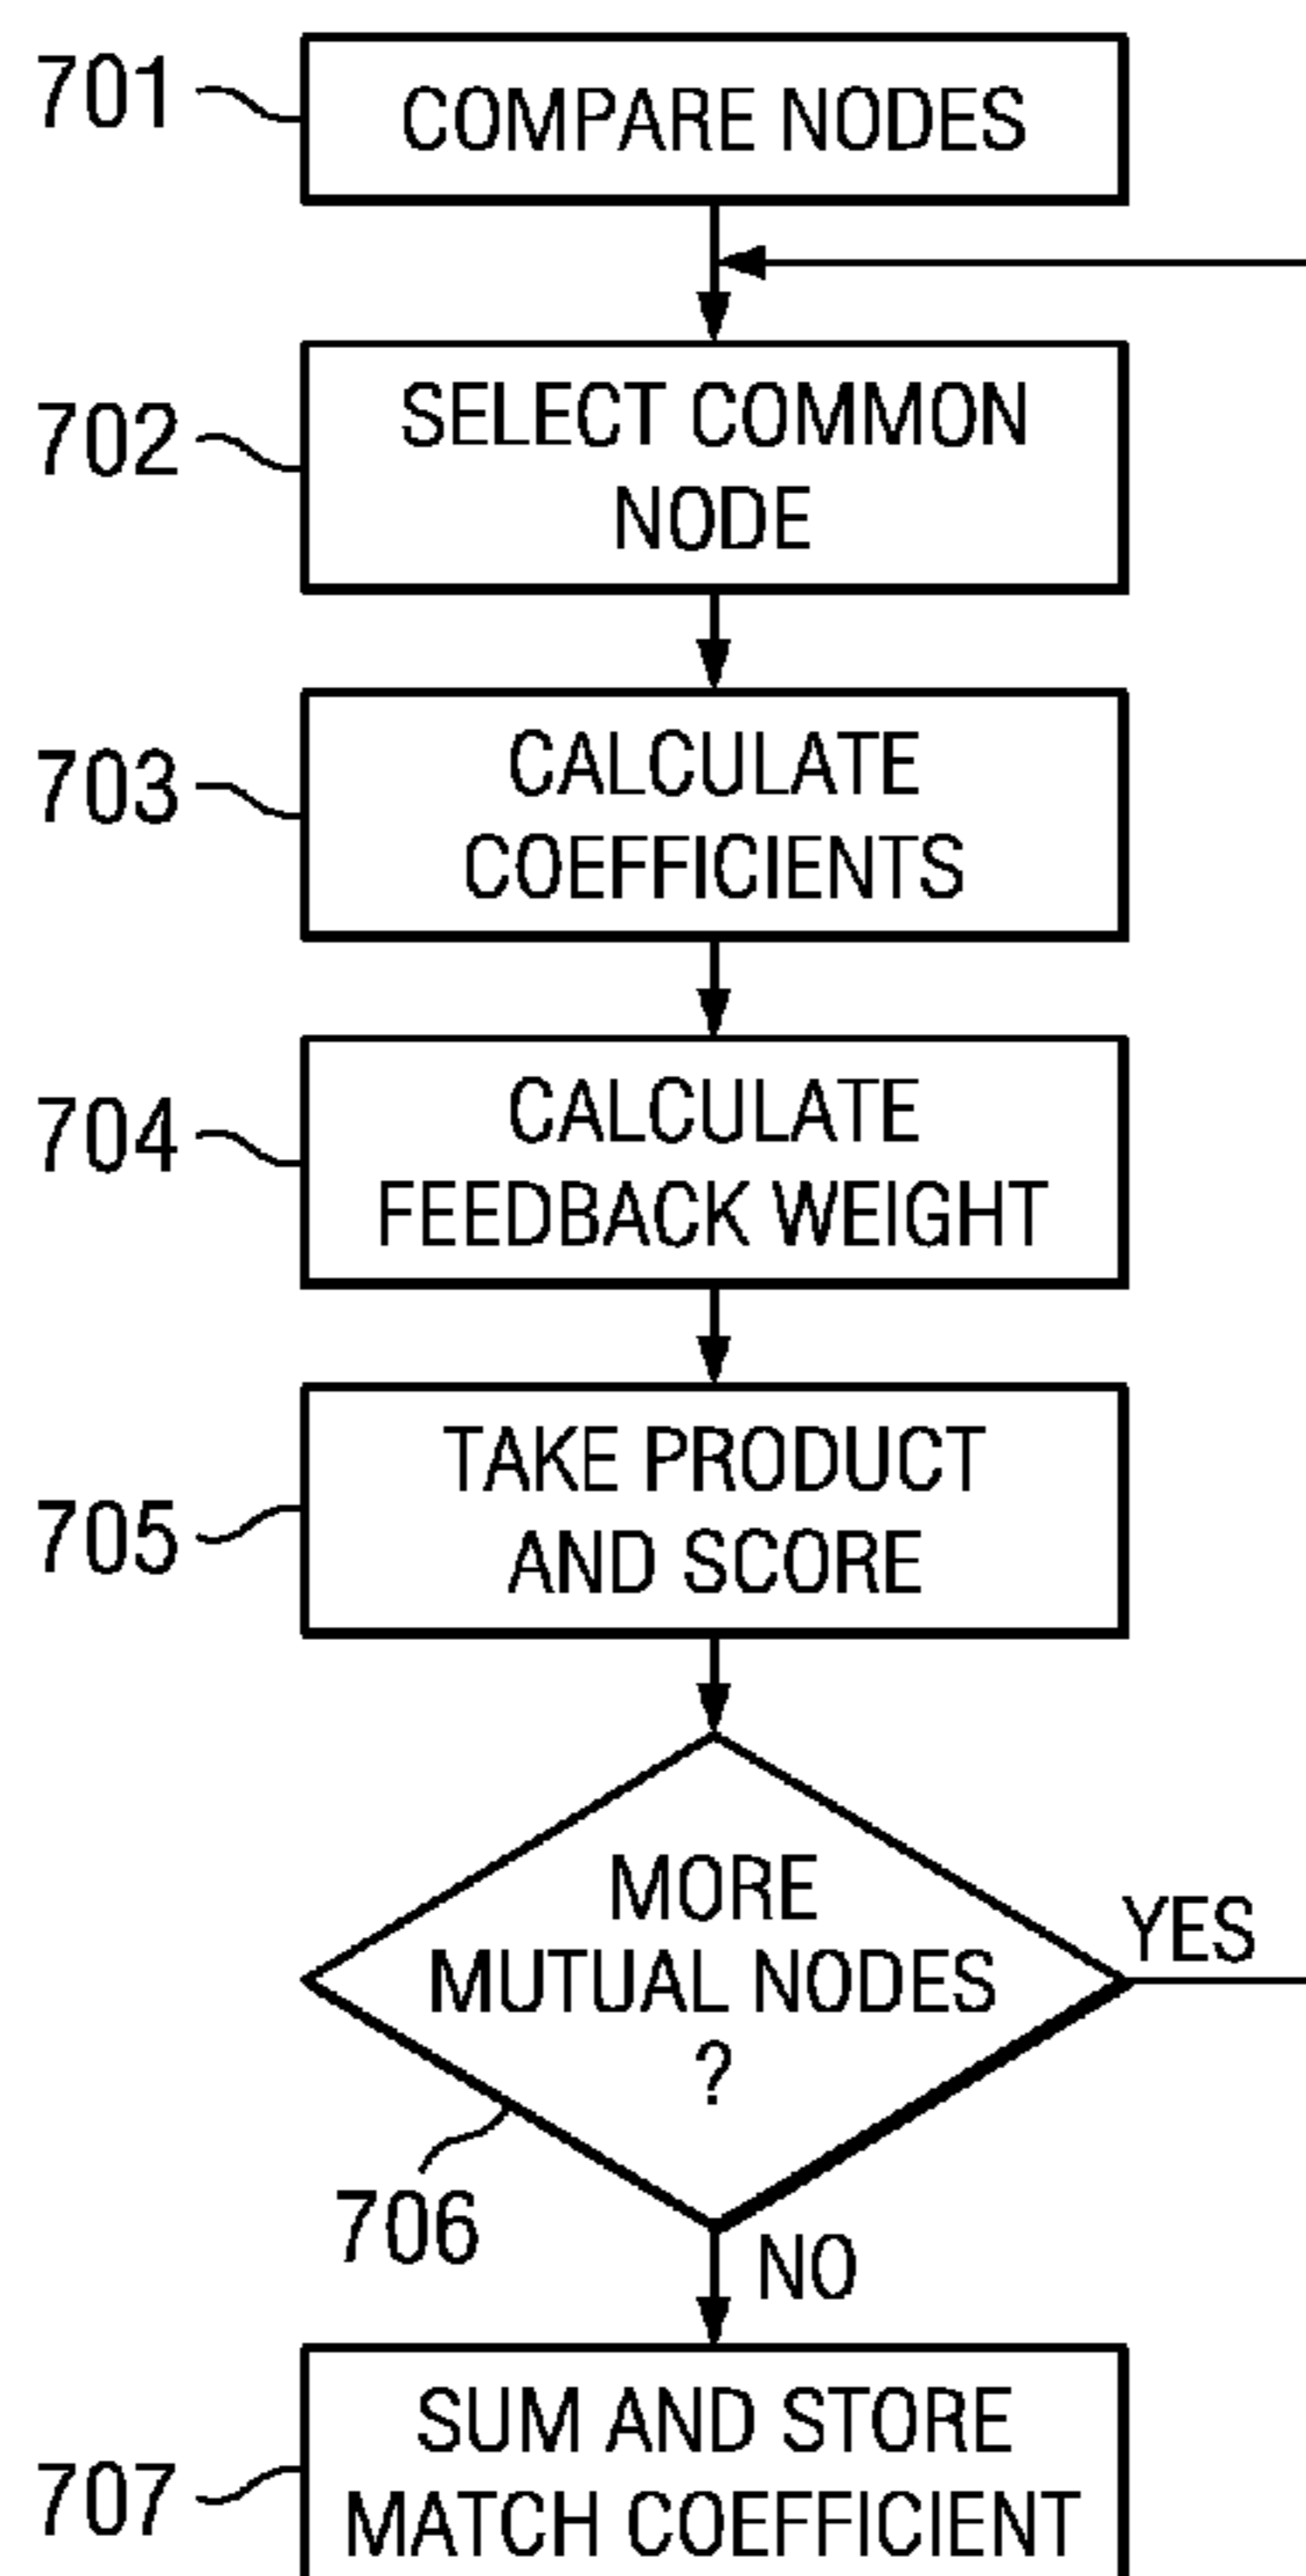 701
COMPARE NODES
702
SELECT COMMON
NODE
703
CALCULATE
COEFFICIENTS
704
CALCULATE
FEEDBACK WEIGHT
705
TAKE PRODUCT
AND SCORE
MORE
MUTUAL NODES
?
YES
706
NO
707
SUM AND STORE
MATCH COEFFICIENT